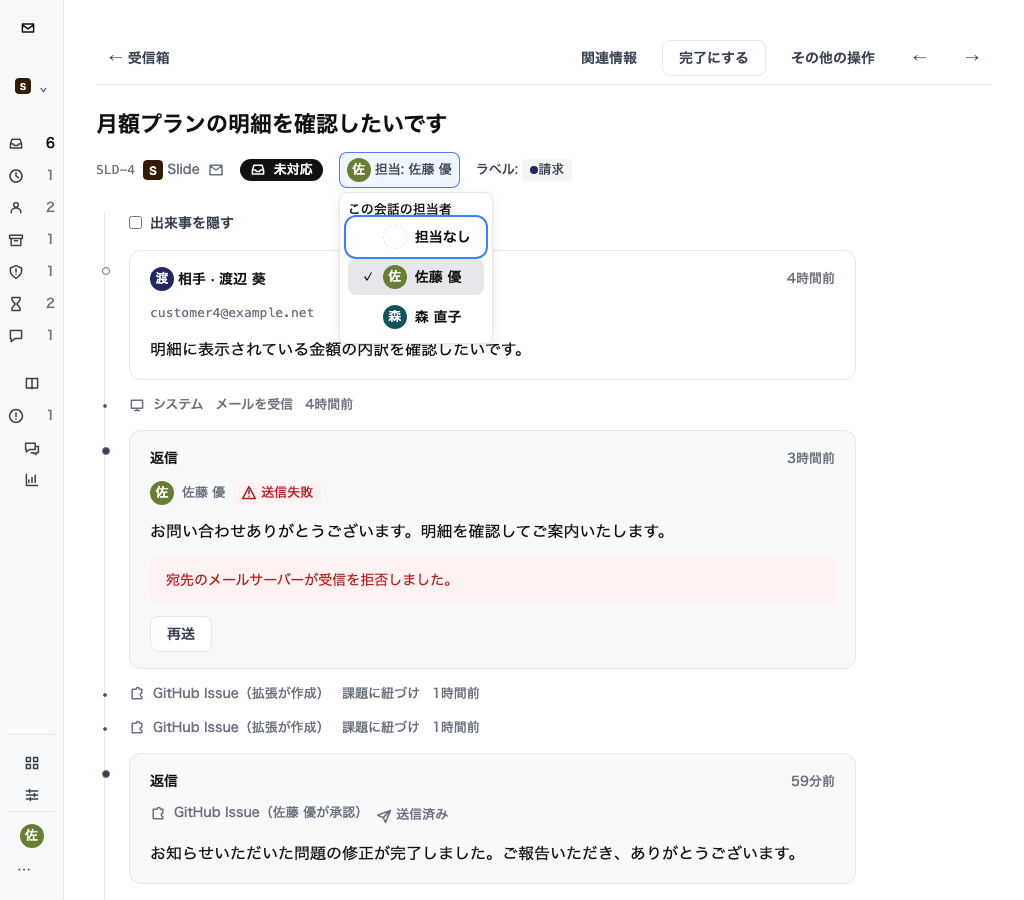 ← 受信箱
関連情報
完了にする
その他の操作
←
→
S
月額プランの明細を確認したいです
SLD-4 S Slide 未対応 佐 担当: 佐藤 優 ラベル: 請求
6
1
2
1
1
2
1
1
この会話の担当者
担当なし
✓ 佐 佐藤 優
森 森 直子
出来事を隠す
渡 相手 · 渡辺 葵
4時間前
customer4@example.net
明細に表示されている金額の内訳を確認したいです。
システム メールを受信 4時間前
返信
3時間前
佐 佐藤 優 送信失敗
お問い合わせありがとうございます。明細を確認してご案内いたします。
宛先のメールサーバーが受信を拒否しました。
再送
GitHub Issue（拡張が作成） 課題に紐づけ 1時間前
GitHub Issue（拡張が作成） 課題に紐づけ 1時間前
返信
59分前
GitHub Issue（佐藤 優が承認） 送信済み
お知らせいただいた問題の修正が完了しました。ご報告いただき、ありがとうございます。
佐
…